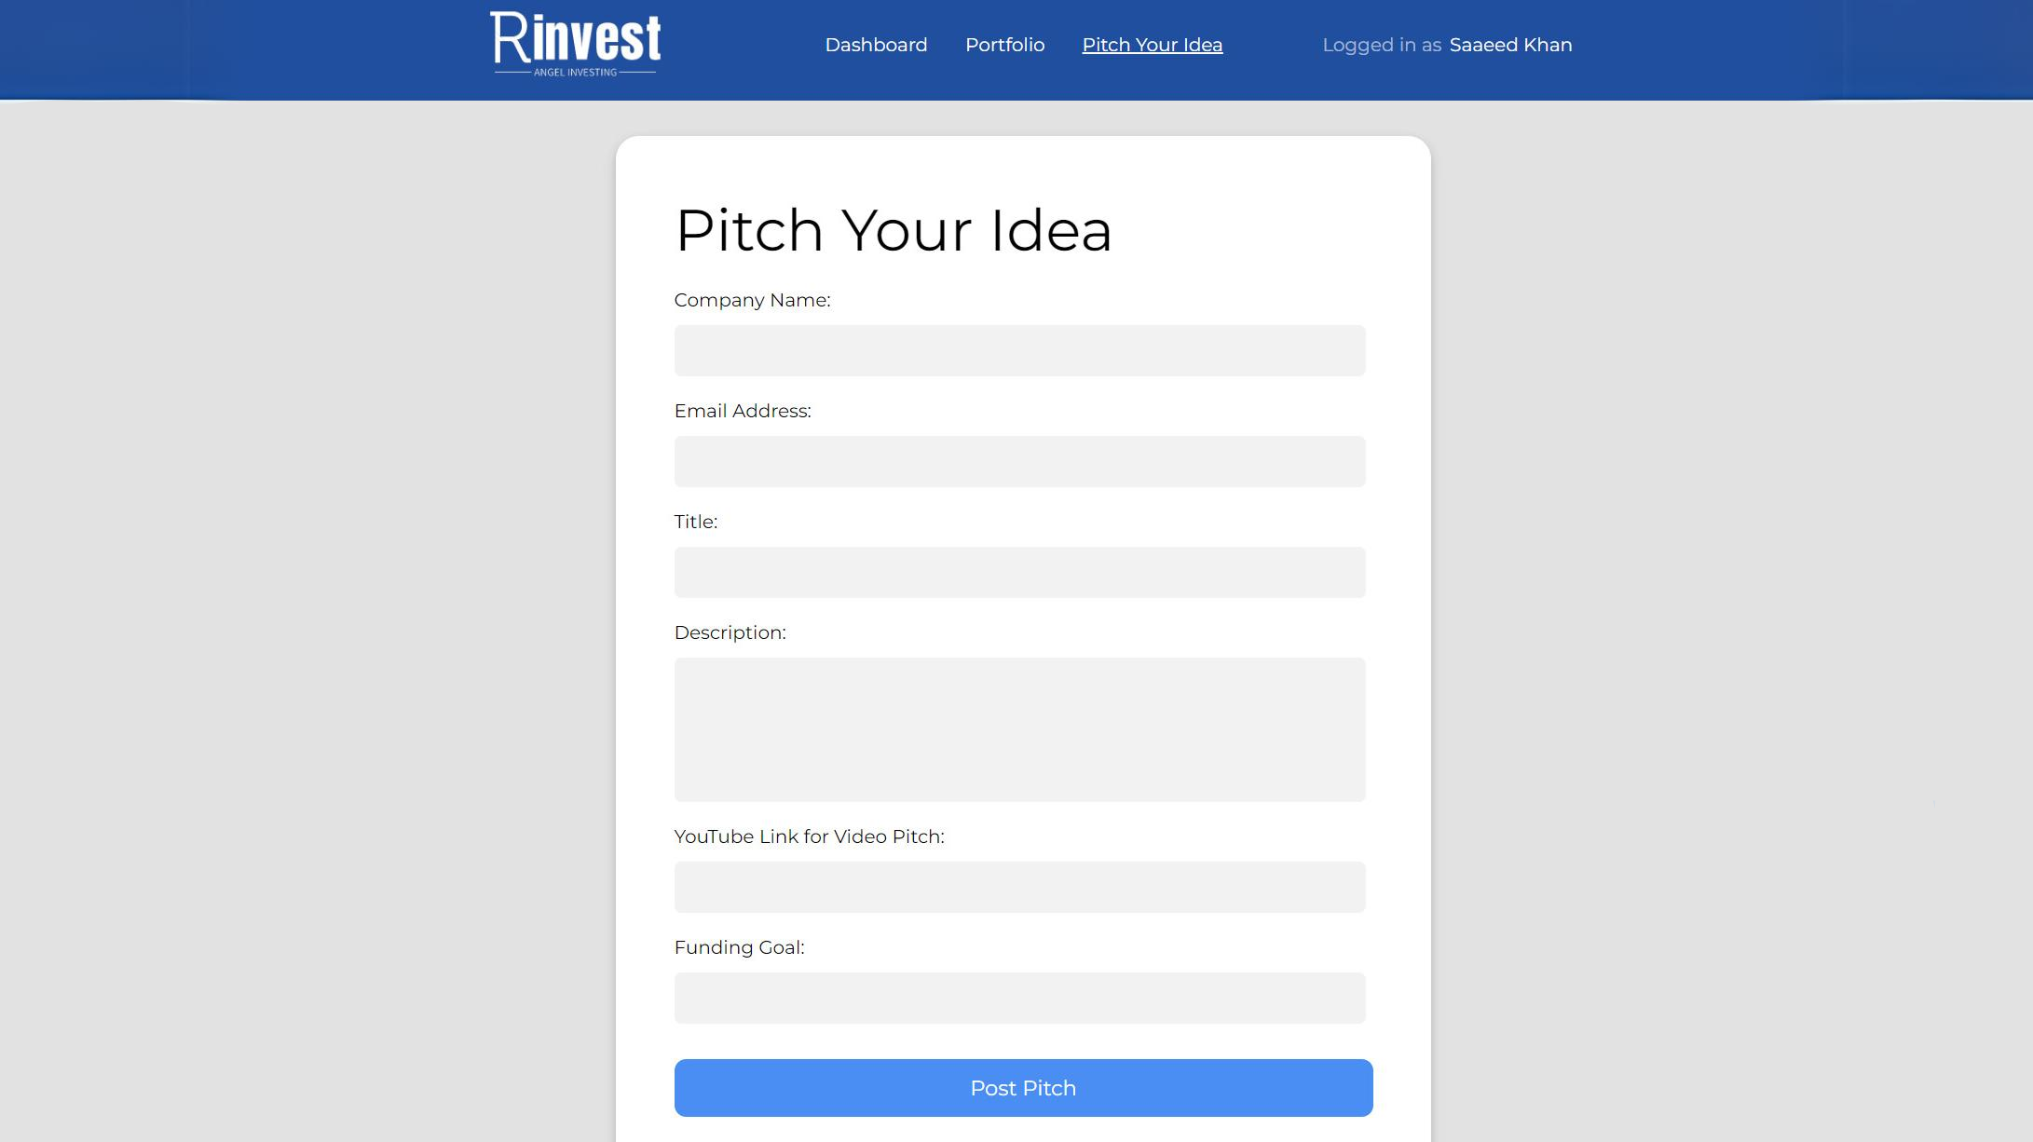 Rinvest
ANGEL INVESTING
Dashboard Portfolio Pitch Your Idea Logged in as Saaeed Khan
Pitch Your Idea
Company Name:
Email Address:
Title:
Description:
YouTube Link for Video Pitch:
Funding Goal:
Post Pitch